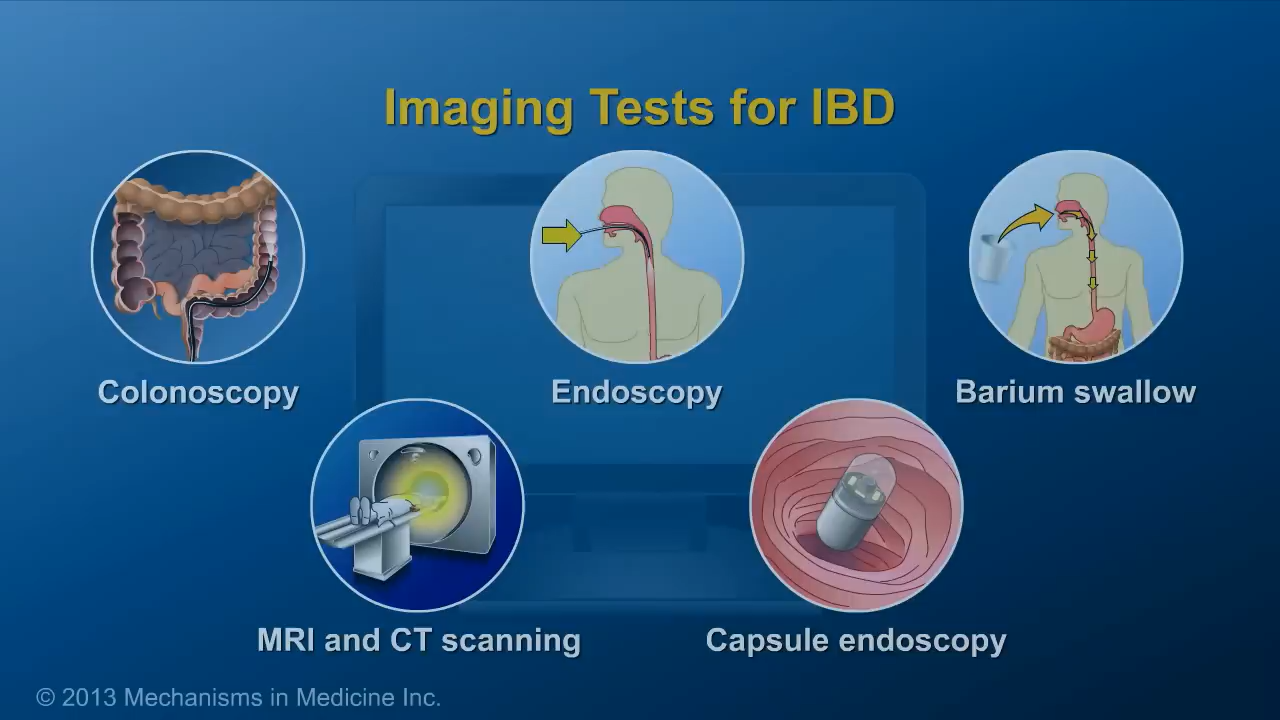 Imaging Tests for IBD
Colonoscopy
Endoscopy
Barium swallow
MRI and CT scanning
Capsule endoscopy
© 2013 Mechanisms in Medicine Inc.